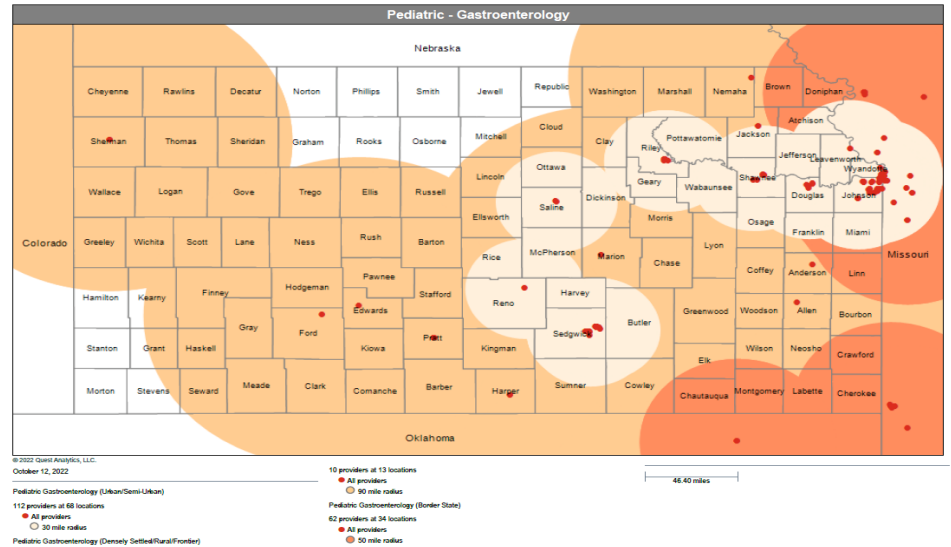 Pediatric - Gastroenterology
Nebraska
Cheyenne Rawlins Decatur Norton Phillips Smith Jewell Republic Washington Marshall Nemaha Brown Doniphan
Atchison
Sherman Thomas Sheridan Graham Rooks Osborne Mitchell Cloud Clay Riley Pottawatomie Jackson Jefferson Leavenworth
Wyandotte
Ottawa
Wallace Logan Gove Trego Ellis Russell Lincoln Saline Dickinson Geary Wabaunsee Shawnee Douglas Johnson
Colorado Greeley Wichita Scott Lane Ness Rush Barton Ellsworth Morris Osage Franklin Miami
Missouri
Rice McPherson Marion Chase Lyon Coffey Anderson Linn
Hamilton Kearny Finney Hodgeman Pawnee Stafford Reno Harvey
Gray Ford Edwards Sedgwick Butler Greenwood Woodson Allen Bourbon
Stanton Grant Haskell Kiowa Pratt Kingman Elk Wilson Neosho Crawford
Morton Stevens Seward Meade Clark Comanche Barber Harper Sumner Cowley Chautauqua Montgomery Labette Cherokee
Oklahoma
© 2022 Quest Analytics, LLC.
October 12, 2022
Pediatric Gastroenterology (Urban/Semi-Urban)
112 providers at 68 locations
All providers
30 mile radius
Pediatric Gastroenterology (Densely Settled/Rural/Frontier)
10 providers at 13 locations
All providers
90 mile radius
Pediatric Gastroenterology (Border State)
62 providers at 34 locations
All providers
50 mile radius
46.40 miles